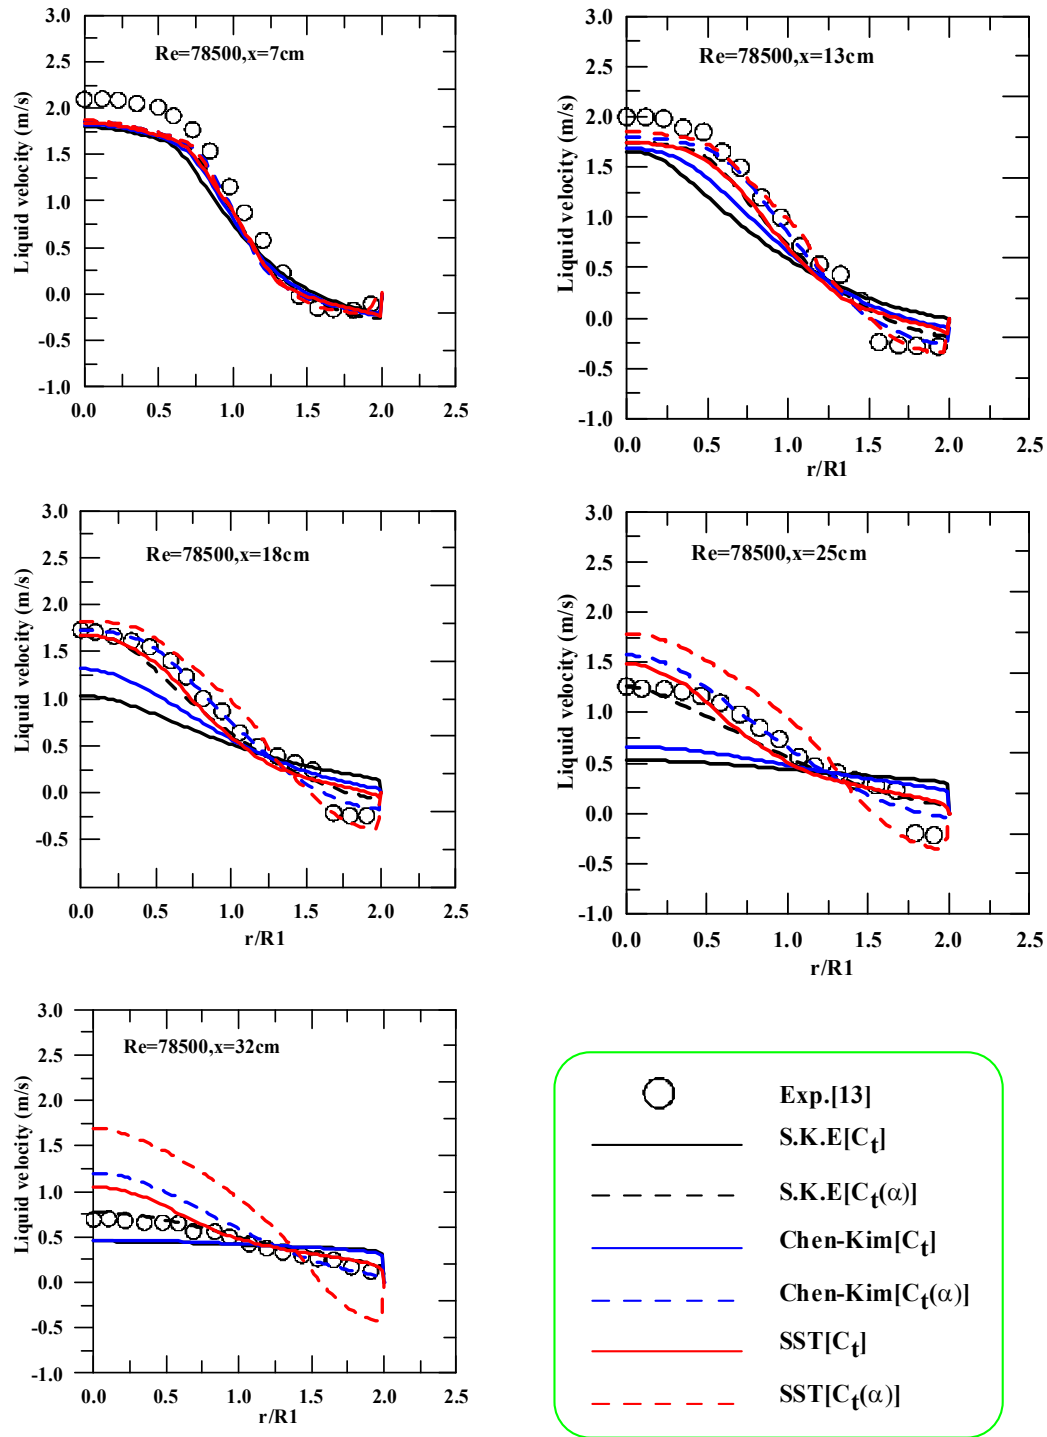 Re=78500,x=7cm
Liquid velocity (m/s)
3.0
2.5
2.0
1.5
1.0
0.5
0.0
-0.5
-1.0
0.0 0.5 1.0 1.5 2.0 2.5
Re=78500,x=13cm
Liquid velocity (m/s)
3.0
2.5
2.0
1.5
1.0
0.5
0.0
-0.5
-1.0
0.0 0.5 1.0 1.5 2.0 2.5
r/R1
Re=78500,x=18cm
Liquid velocity (m/s)
3.0
2.5
2.0
1.5
1.0
0.5
0.0
-0.5
0.0 0.5 1.0 1.5 2.0 2.5
r/R1
Re=78500,x=25cm
Liquid velocity (m/s)
3.0
2.5
2.0
1.5
1.0
0.5
0.0
-0.5
-1.0
0.0 0.5 1.0 1.5 2.0 2.5
r/R1
Re=78500,x=32cm
Liquid velocity (m/s)
3.0
2.5
2.0
1.5
1.0
0.5
0.0
-0.5
-1.0
0.0 0.5 1.0 1.5 2.0 2.5
r/R1
Exp.[13]
S.K.E[Ct]
S.K.E[Ct(α)]
Chen-Kim[Ct]
Chen-Kim[Ct(α)]
SST[Ct]
SST[Ct(α)]